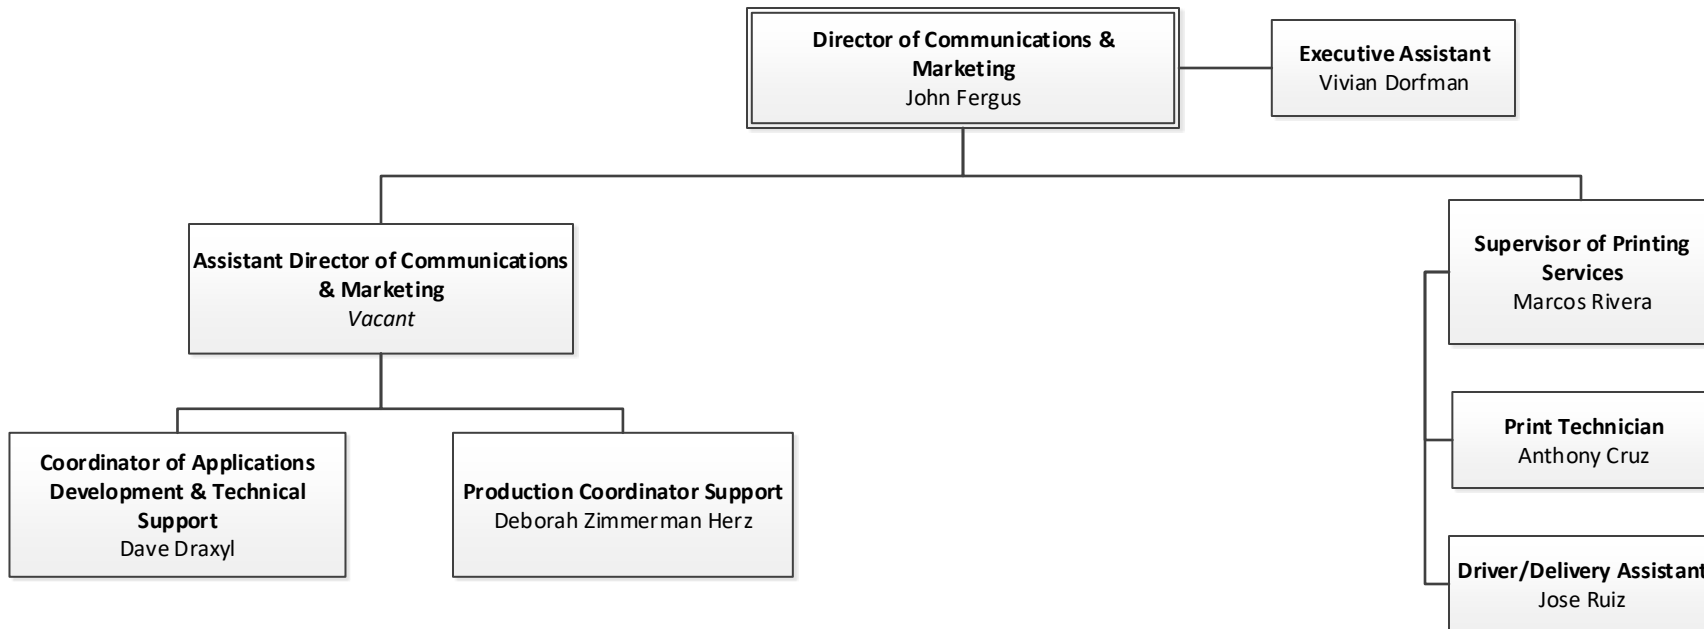 Director of Communications &
Marketing
John Fergus
Executive Assistant
Vivian Dorfman
Assistant Director of Communications
& Marketing
Vacant
Supervisor of Printing
Services
Marcos Rivera
Coordinator of Applications
Development & Technical
Support
Dave Draxyl
Production Coordinator Support
Deborah Zimmerman Herz
Print Technician
Anthony Cruz
Driver/Delivery Assistant
Jose Ruiz